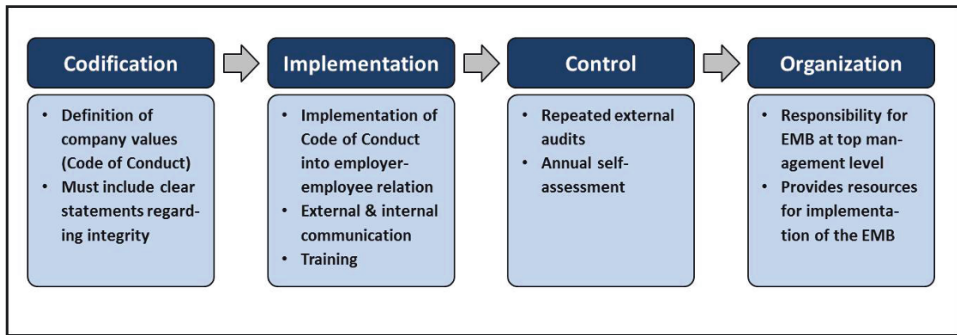 Codification
• Definition of
company values
(Code of Conduct)
• Must include clear
statements regard-
ing integrity
Implementation
• Implementation of
Code of Conduct
into employer-
employee relation
• External & internal
communication
• Training
Control
• Repeated external
audits
• Annual self-
assessment
Organization
• Responsibility for
EMB at top man-
agement level
• Provides resources
for implementa-
tion of the EMB